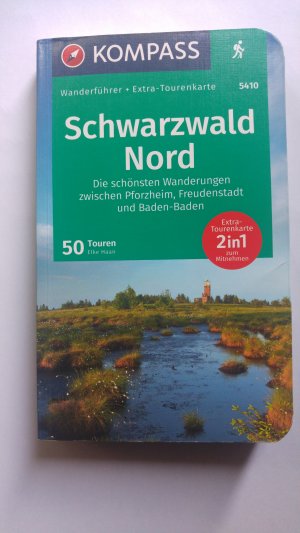 KOMPASS
Wanderführer • Extra-Tourenkarte 5410
Schwarzwald
Nord
Die schönsten Wanderungen
zwischen Pforzheim, Freudenstadt
und Baden-Baden
50 Touren
Elke Haan
Extra-
Tourenkarte
2in1
zum
Mitnehmen